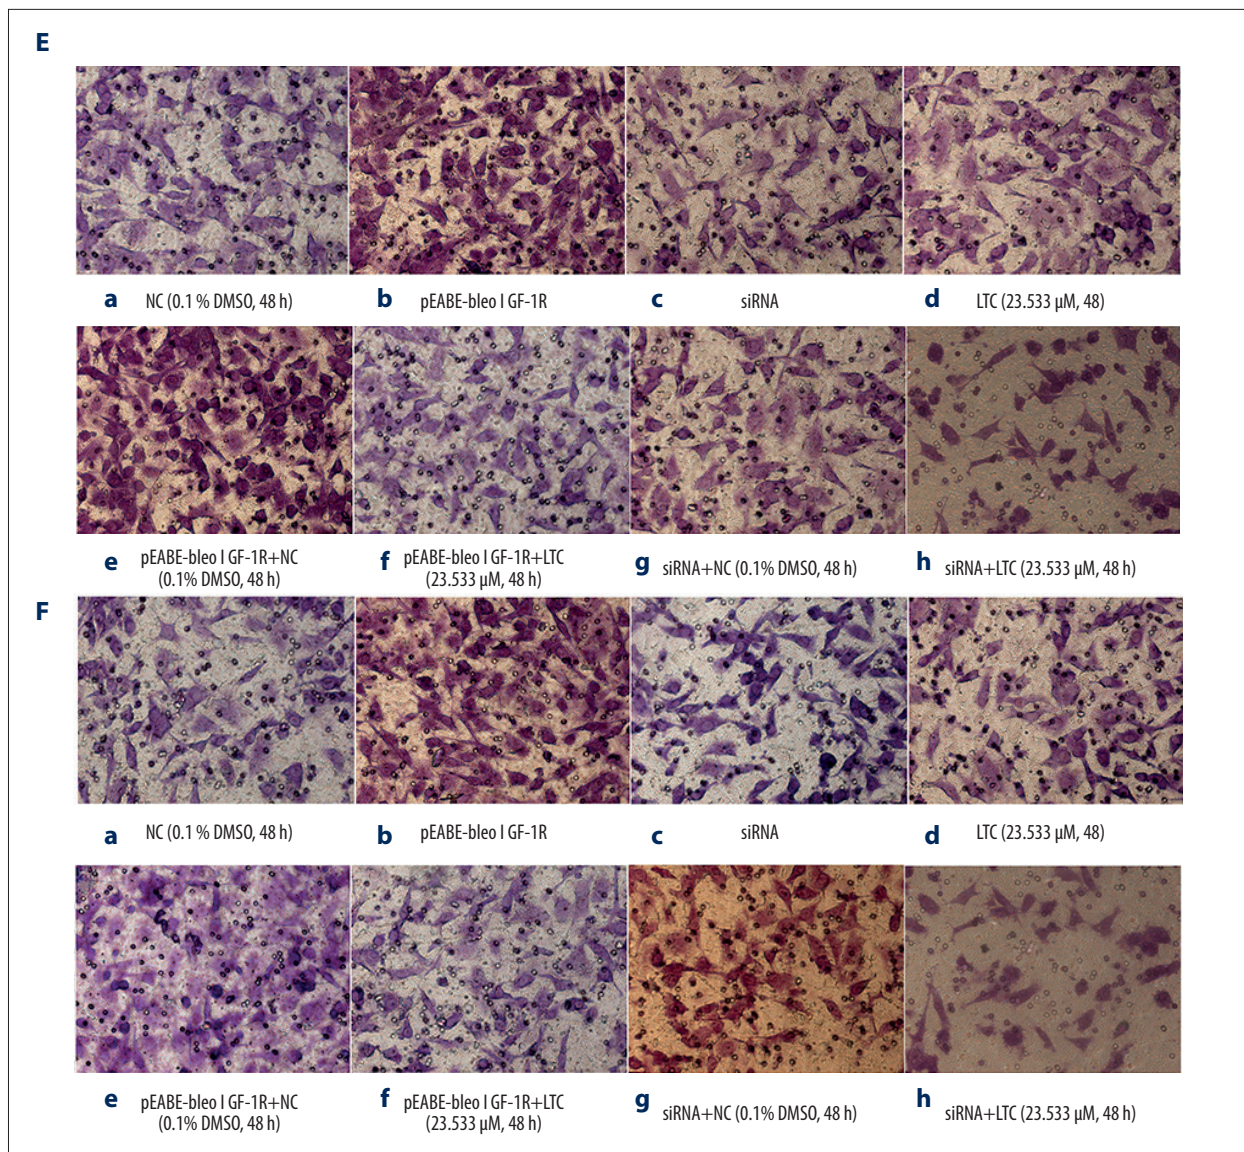 E
a NC (0.1 % DMSO, 48 h)
b pEABE-bleo I GF-1R
c siRNA
d LTC (23.533 µM, 48)
e pEABE-bleo I GF-1R+NC
(0.1% DMSO, 48 h)
f pEABE-bleo I GF-1R+LTC
(23.533 µM, 48 h)
g siRNA+NC (0.1% DMSO, 48 h)
h siRNA+LTC (23.533 µM, 48 h)
F
a NC (0.1 % DMSO, 48 h)
b pEABE-bleo I GF-1R
c siRNA
d LTC (23.533 µM, 48)
e pEABE-bleo I GF-1R+NC
(0.1% DMSO, 48 h)
f pEABE-bleo I GF-1R+LTC
(23.533 µM, 48 h)
g siRNA+NC (0.1% DMSO, 48 h)
h siRNA+LTC (23.533 µM, 48 h)